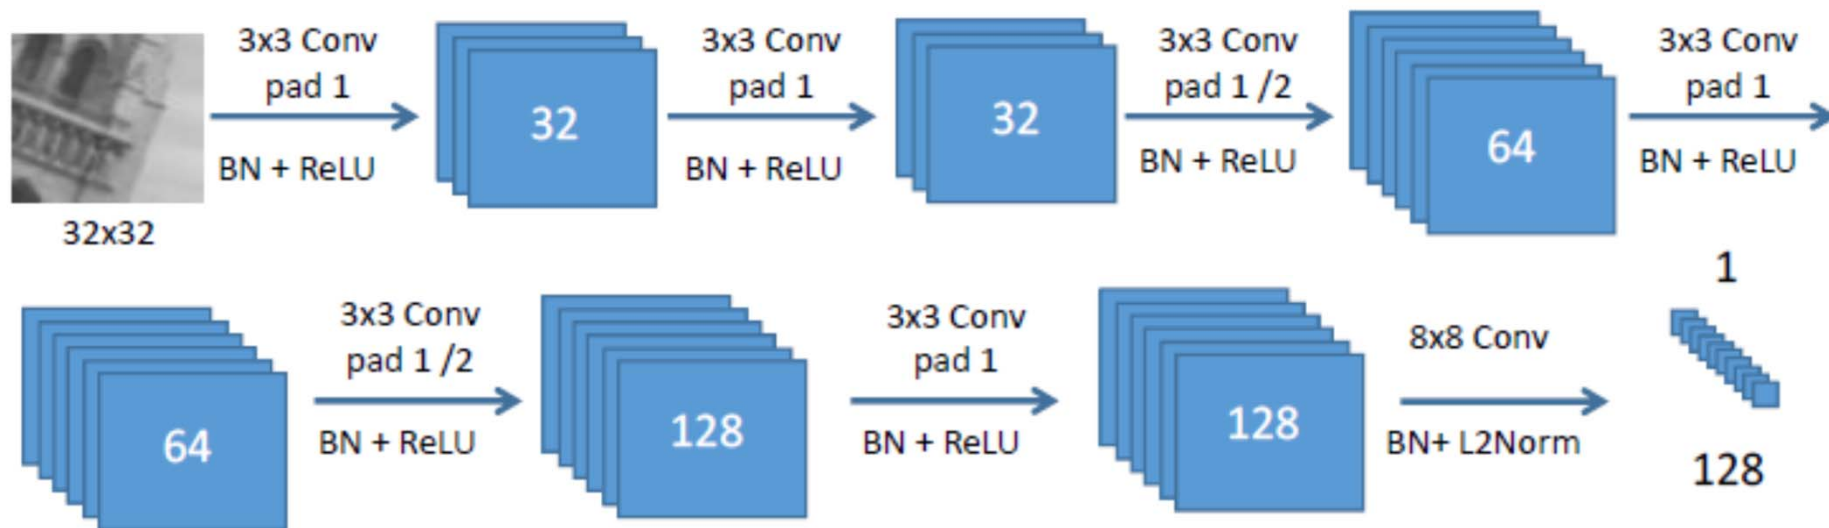 3x3 Conv
pad 1
BN + ReLU
32x32
32
3x3 Conv
pad 1
BN + ReLU
32
3x3 Conv
pad 1 /2
BN + ReLU
64
3x3 Conv
pad 1
BN + ReLU
64
3x3 Conv
pad 1 /2
BN + ReLU
128
3x3 Conv
pad 1
BN + ReLU
128
8x8 Conv
BN+ L2Norm
1
128